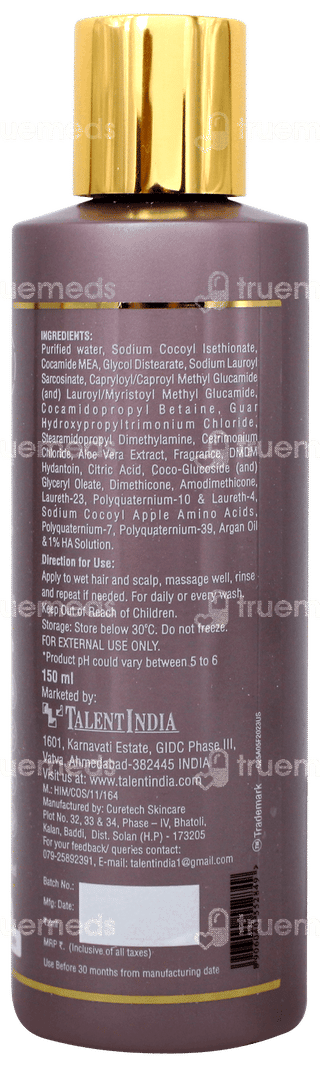 truemeds
INGREDIENTS:
Purified water, Sodium Cocoyl Isethionate,
Cocamide MEA, Glycol Distearate, Sodium Lauroyl
Sarcosinate, Capryloyl/Caproyl Methyl Glucamide
(and) Lauroyl/Myristoyl Methyl Glucamide,
Cocamidopropyl Betaine, Guar
Hydroxypropyltrimonium Chloride,
Stearamidopropyl Dimethylamine, Cetrimonium
Chloride, Aloe Vera Extract, Fragrance, DMDM
Hydantoin, Citric Acid, Coco-Glucoside (and)
Glyceryl Oleate, Dimethicone, Amodimethicone,
Laureth-23, Polyquaternium-10 & Laureth-4,
Sodium Cocoyl Apple Amino Acids,
Polyquaternium-7, Polyquaternium-39, Argan Oil
& 1% HA Solution.
Direction for Use:
Apply to wet hair and scalp, massage well, rinse
and repeat if needed. For daily or every wash.
Keep Out of Reach of Children.
Storage: Store below 30°C. Do not freeze.
FOR EXTERNAL USE ONLY.
*Product pH could vary between 5 to 6
150 ml
Marketed by:
TALENTINDIA
1601, Karnavati Estate, GIDC Phase III,
Vatva, Ahmedabad-382445 INDIA
Visit us at: www.talentindia.com
M.: HIM/COS/11/164
Manufactured by: Curetech Skincare
Plot No. 32, 33 & 34, Phase – IV, Bhatoli,
Kalan, Baddi, Dist. Solan (H.P) - 173205
For your feedback/ queries contact:
079-25892391, E-mail: talentindia1@gmail.com
Batch No.:
Mfg. Date:
MRP ₹. (Inclusive of all taxes)
Use Before 30 months from manufacturing date
TM Trademark